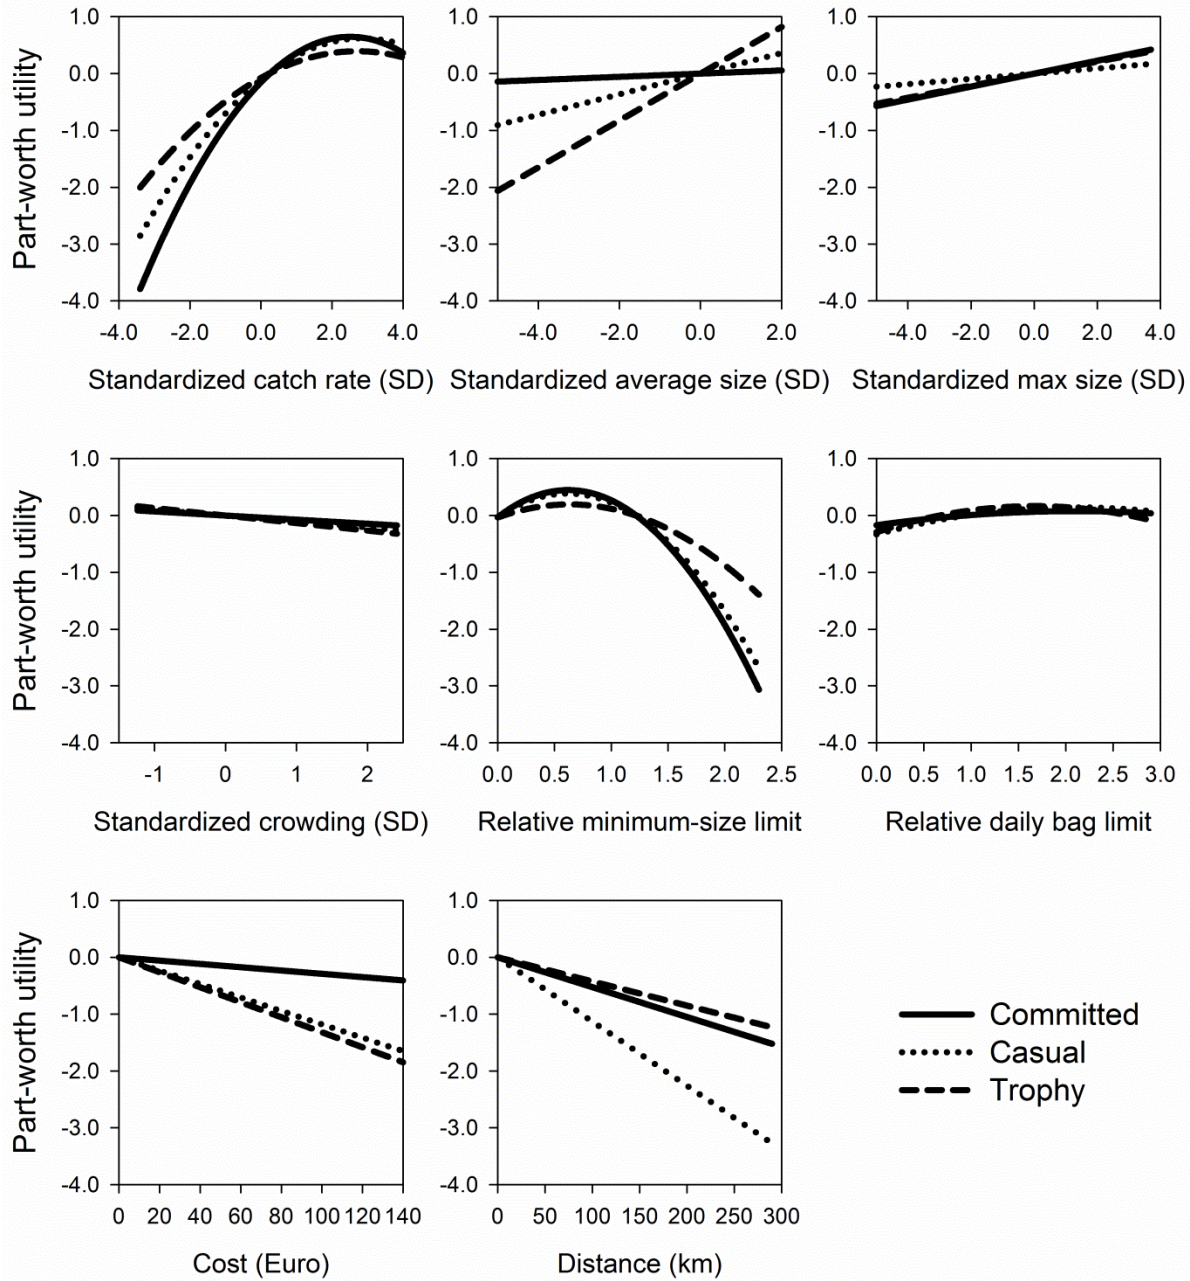 Part-worth utility
1.0
0.0
-1.0
-2.0
-3.0
-4.0
-4.0 -2.0 0.0 2.0 4.0
Standardized catch rate (SD)
1.0
0.0
-1.0
-2.0
-3.0
-4.0
-4.0 -2.0 0.0 2.0
Standardized average size (SD)
1.0
0.0
-1.0
-2.0
-3.0
-4.0
-4.0 -2.0 0.0 2.0 4.0
Standardized max size (SD)
Part-worth utility
1.0
0.0
-1.0
-2.0
-3.0
-4.0
-1 0 1 2
Standardized crowding (SD)
1.0
0.0
-1.0
-2.0
-3.0
-4.0
0.0 0.5 1.0 1.5 2.0 2.5
Relative minimum-size limit
1.0
0.0
-1.0
-2.0
-3.0
-4.0
0.0 0.5 1.0 1.5 2.0 2.5 3.0
Relative daily bag limit
Part-worth utility
1.0
0.0
-1.0
-2.0
-3.0
-4.0
0 20 40 60 80 100 120 140
Cost (Euro)
1.0
0.0
-1.0
-2.0
-3.0
-4.0
0 50 100 150 200 250 300
Distance (km)
Committed
Casual
Trophy